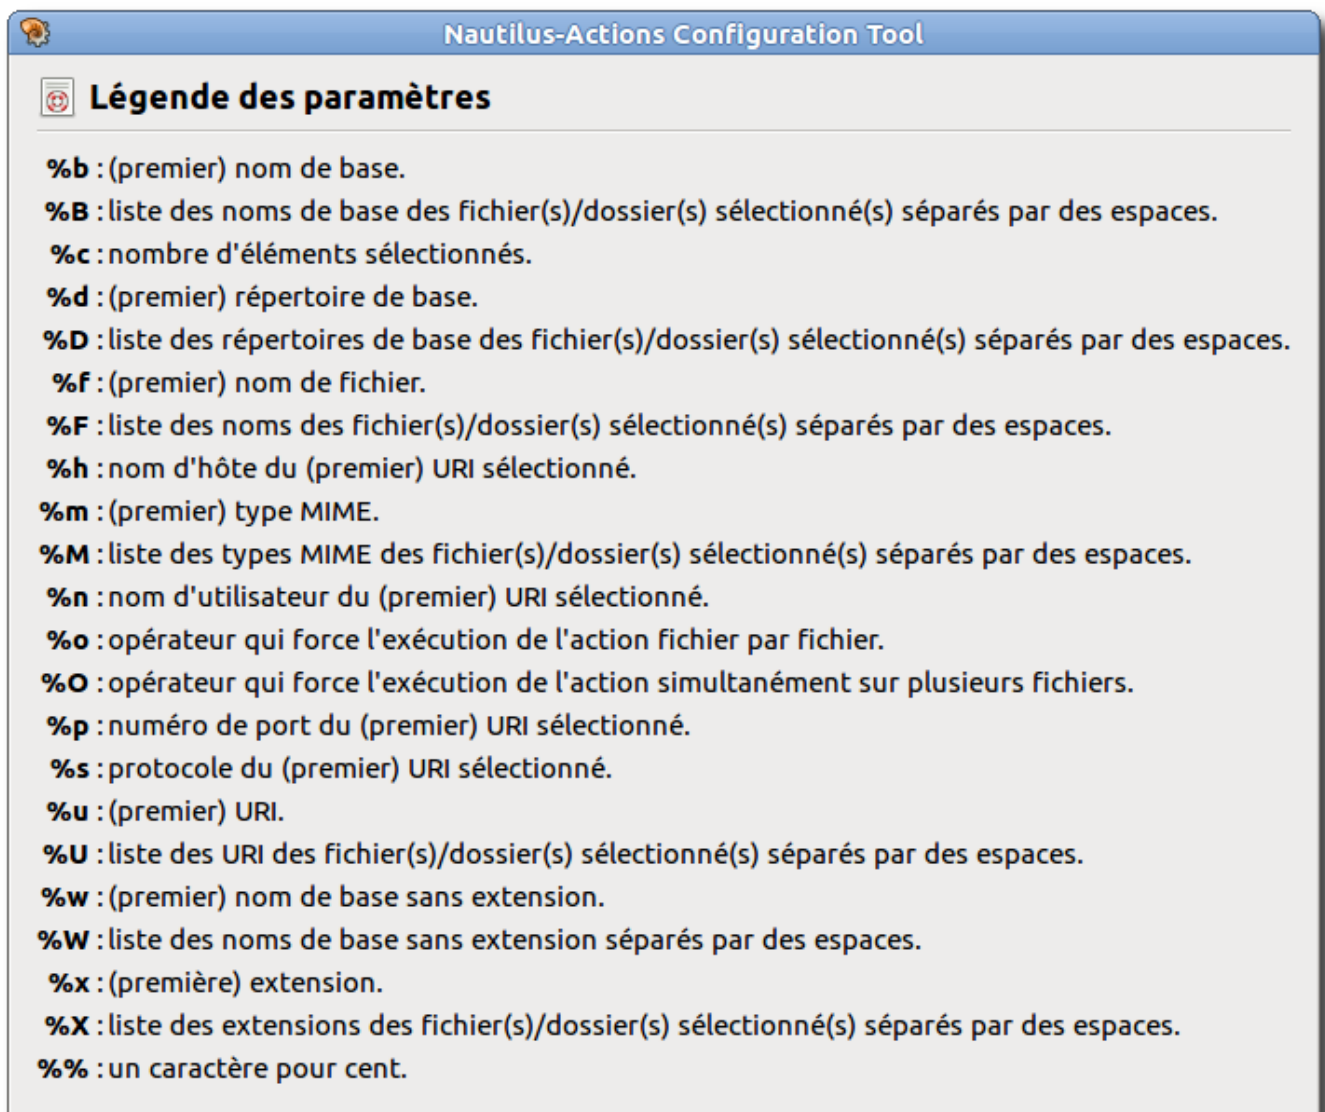 Nautilus-Actions Configuration Tool
Légende des paramètres
%b : (premier) nom de base.
%B : liste des noms de base des fichier(s)/dossier(s) sélectionné(s) séparés par des espaces.
%c : nombre d'éléments sélectionnés.
%d : (premier) répertoire de base.
%D : liste des répertoires de base des fichier(s)/dossier(s) sélectionné(s) séparés par des espaces.
%f : (premier) nom de fichier.
%F : liste des noms des fichier(s)/dossier(s) sélectionné(s) séparés par des espaces.
%h : nom d'hôte du (premier) URI sélectionné.
%m : (premier) type MIME.
%M : liste des types MIME des fichier(s)/dossier(s) sélectionné(s) séparés par des espaces.
%n : nom d'utilisateur du (premier) URI sélectionné.
%o : opérateur qui force l'exécution de l'action fichier par fichier.
%O : opérateur qui force l'exécution de l'action simultanément sur plusieurs fichiers.
%p : numéro de port du (premier) URI sélectionné.
%s : protocole du (premier) URI sélectionné.
%u : (premier) URI.
%U : liste des URI des fichier(s)/dossier(s) sélectionné(s) séparés par des espaces.
%w : (premier) nom de base sans extension.
%W : liste des noms de base sans extension séparés par des espaces.
%x : (première) extension.
%X : liste des extensions des fichier(s)/dossier(s) sélectionné(s) séparés par des espaces.
%% : un caractère pour cent.